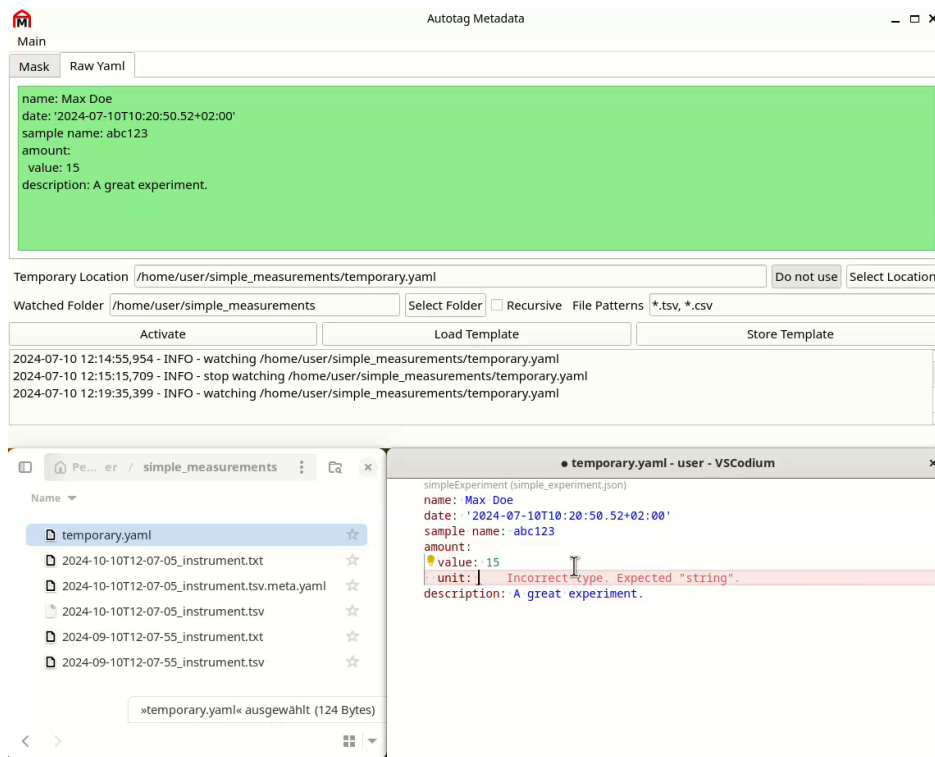 Autotag Metadata
Main
Mask
Raw Yaml
name: Max Doe
date: '2024-07-10T10:20:50.52+02:00'
sample name: abc123
amount:
value: 15
description: A great experiment.
Temporary Location /home/user/simple_measurements/temporary.yaml Do not use Select Location
Watched Folder /home/user/simple_measurements Select Folder Recursive File Patterns *.tsv, *.csv
Activate Load Template Store Template
2024-07-10 12:14:55,954 - INFO - watching /home/user/simple_measurements/temporary.yaml
2024-07-10 12:15:15,709 - INFO - stop watching /home/user/simple_measurements/temporary.yaml
2024-07-10 12:19:35,399 - INFO - watching /home/user/simple_measurements/temporary.yaml
Pe... er / simple_measurements
Name
temporary.yaml
2024-10-10T12-07-05_instrument.txt
2024-10-10T12-07-05_instrument.tsv.meta.yaml
2024-10-10T12-07-05_instrument.tsv
2024-09-10T12-07-55_instrument.txt
2024-09-10T12-07-55_instrument.tsv
»temporary.yaml« ausgewählt (124 Bytes)
● temporary.yaml - user - VSCodium
simpleExperiment (simple_experiment.json)
name: Max Doe
date: '2024-07-10T10:20:50.52+02:00'
sample name: abc123
amount:
value: 15
unit: Incorrect type. Expected "string".
description: A great experiment.